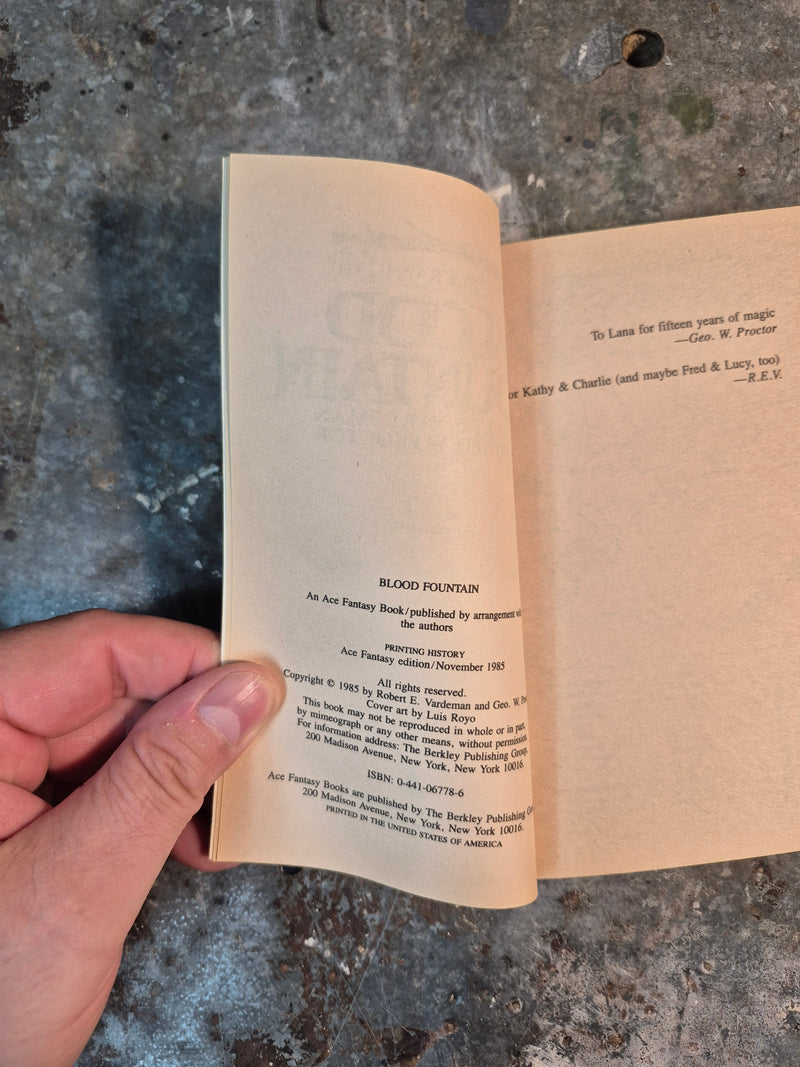 BLOOD FOUNTAIN
An Ace Fantasy Book/published by arrangement
the authors
PRINTING HISTORY
Ace Fantasy edition/November 1985
All rights reserved.
Copyright © 1985 by Robert E. Vardeman and Geo. W.
Cover art by Luis Royo
This book may not be reproduced in whole or in part,
by mimeograph or any other means, without permission.
For information address: The Berkley Publishing Group,
200 Madison Avenue, New York, New York 10016.
ISBN: 0-441-06778-6
Ace Fantasy Books are published by The Berkley Publishing
200 Madison Avenue, New York, New York 10016.
PRINTED IN THE UNITED STATES OF AMERICA
To Lana for fifteen years of magic
—Geo. W. Proctor
or Kathy & Charlie (and maybe Fred & Lucy, too)
—R.E.V.